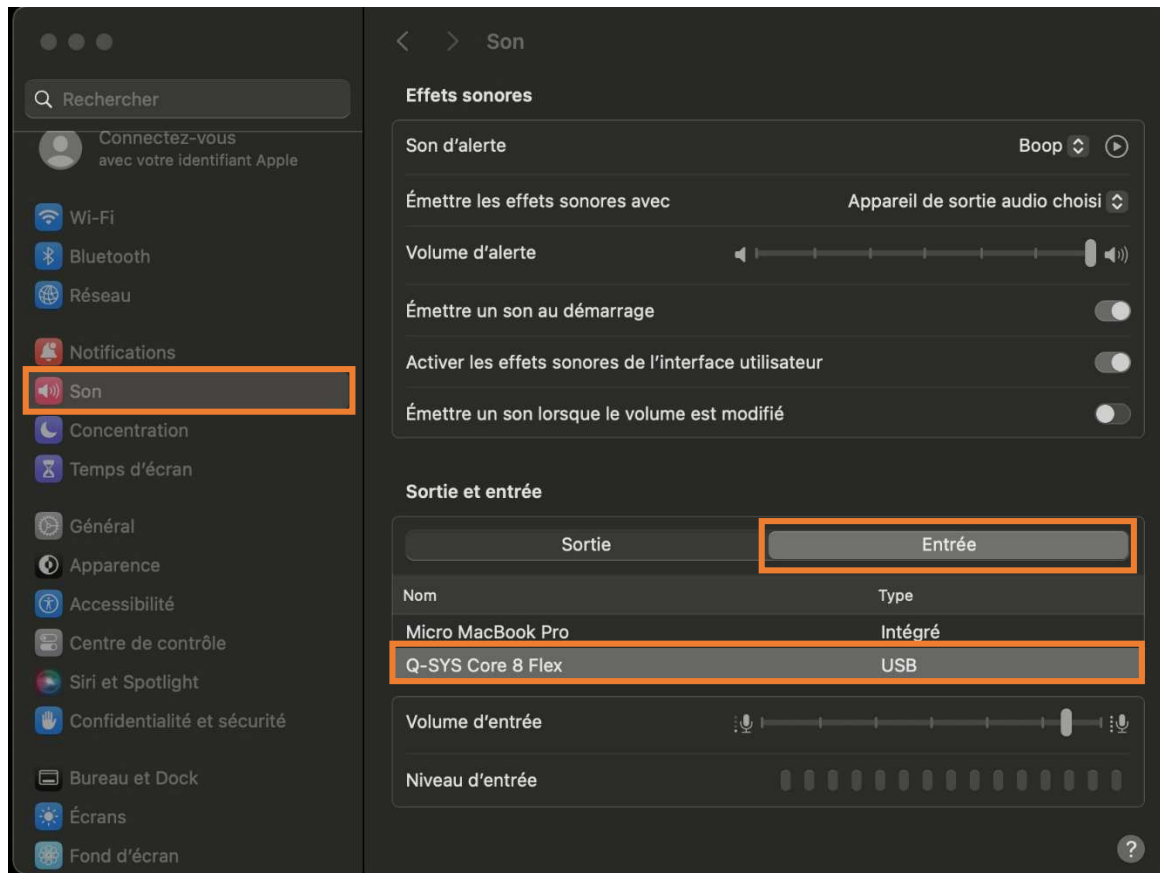 Son
Rechercher
Connectez-vous
avec votre identifiant Apple
Wi-Fi
Bluetooth
Réseau
Notifications
Son
Concentration
Temps d'écran
Général
Apparence
Accessibilité
Centre de contrôle
Siri et Spotlight
Confidentialité et sécurité
Bureau et Dock
Écrans
Fond d'écran
Effets sonores
Son d'alerte Boop
Émettre les effets sonores avec Appareil de sortie audio choisi
Volume d'alerte
Émettre un son au démarrage
Activer les effets sonores de l'interface utilisateur
Émettre un son lorsque le volume est modifié
Sortie et entrée
Sortie Entrée
Nom Type
Micro MacBook Pro Intégré
Q-SYS Core 8 Flex USB
Volume d'entrée
Niveau d'entrée
?